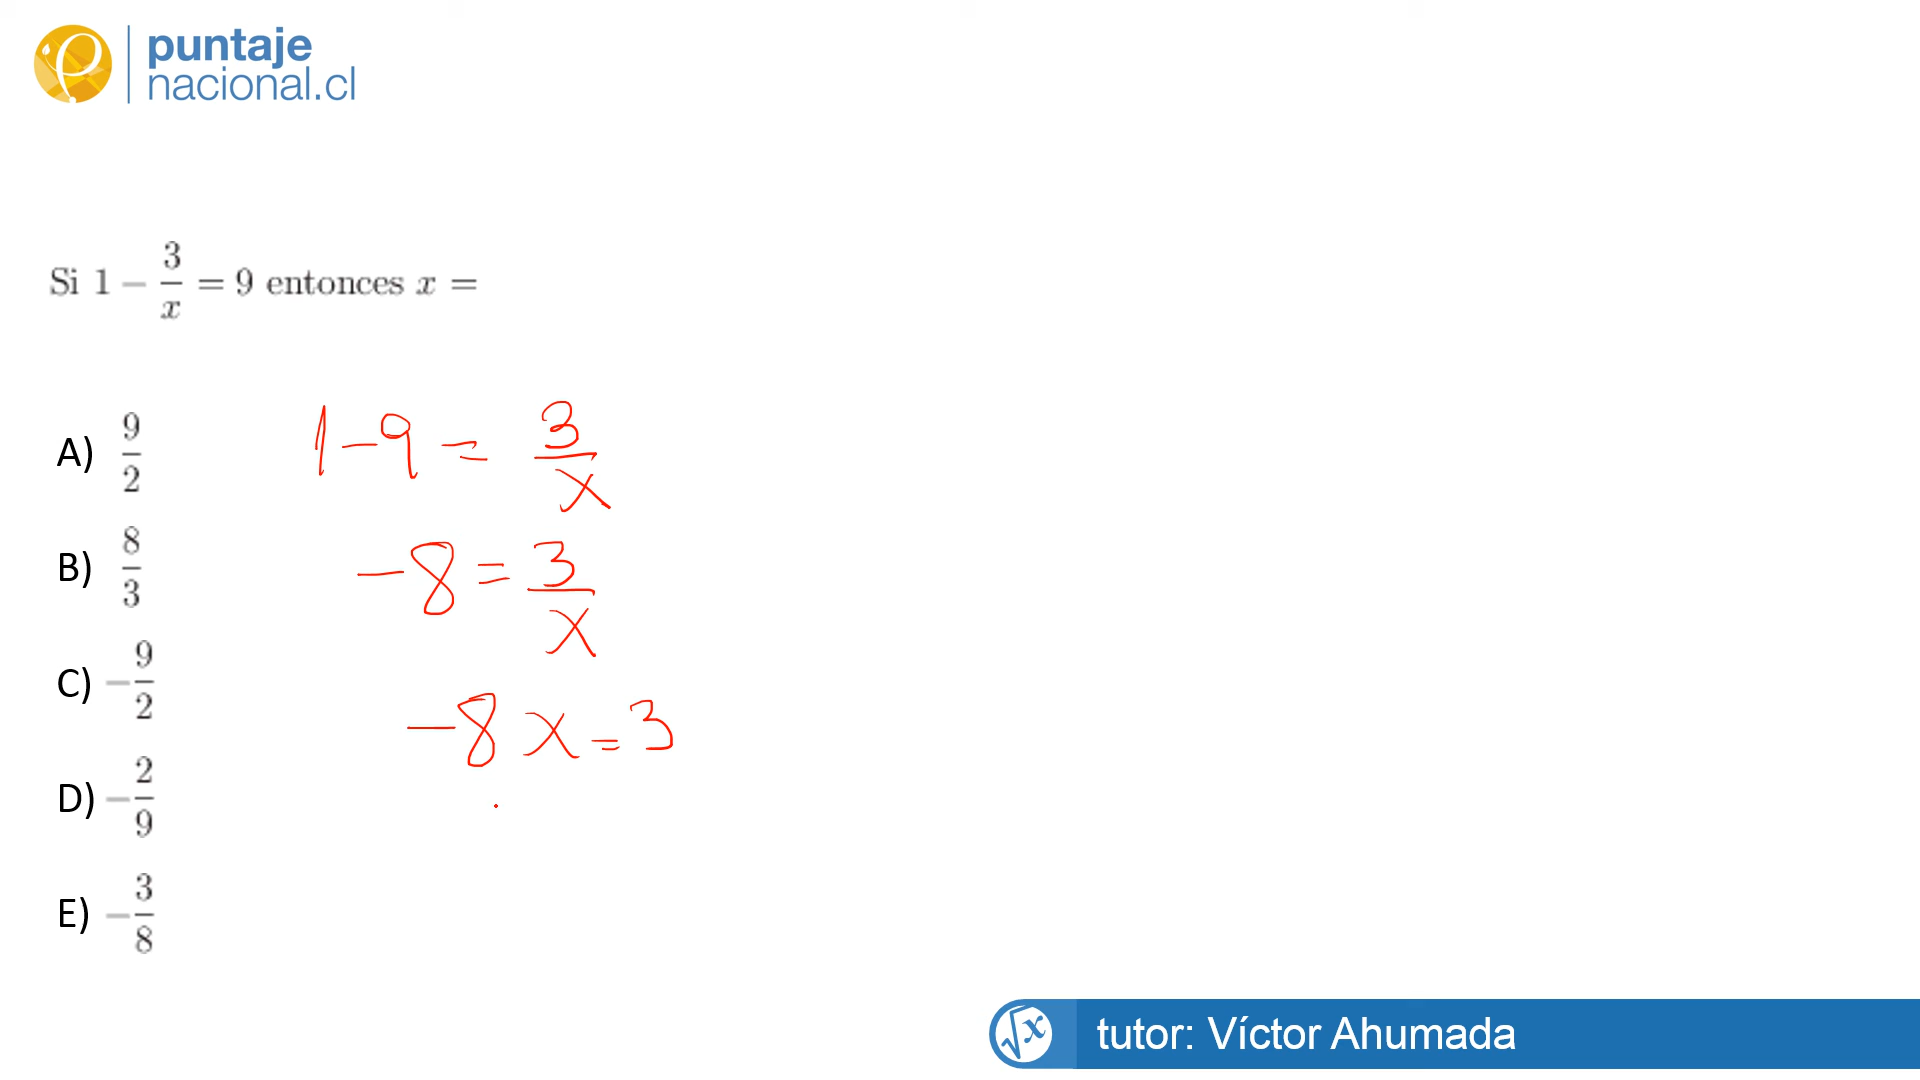 puntaje
nacional.cl
Si 1 − 3/x = 9 entonces x =
A) 9/2
B) 8/3
C) −9/2
D) −2/9
E) −3/8
1 − 9 = 3/x
−8 = 3/x
−8x = 3
√x
tutor: Víctor Ahumada